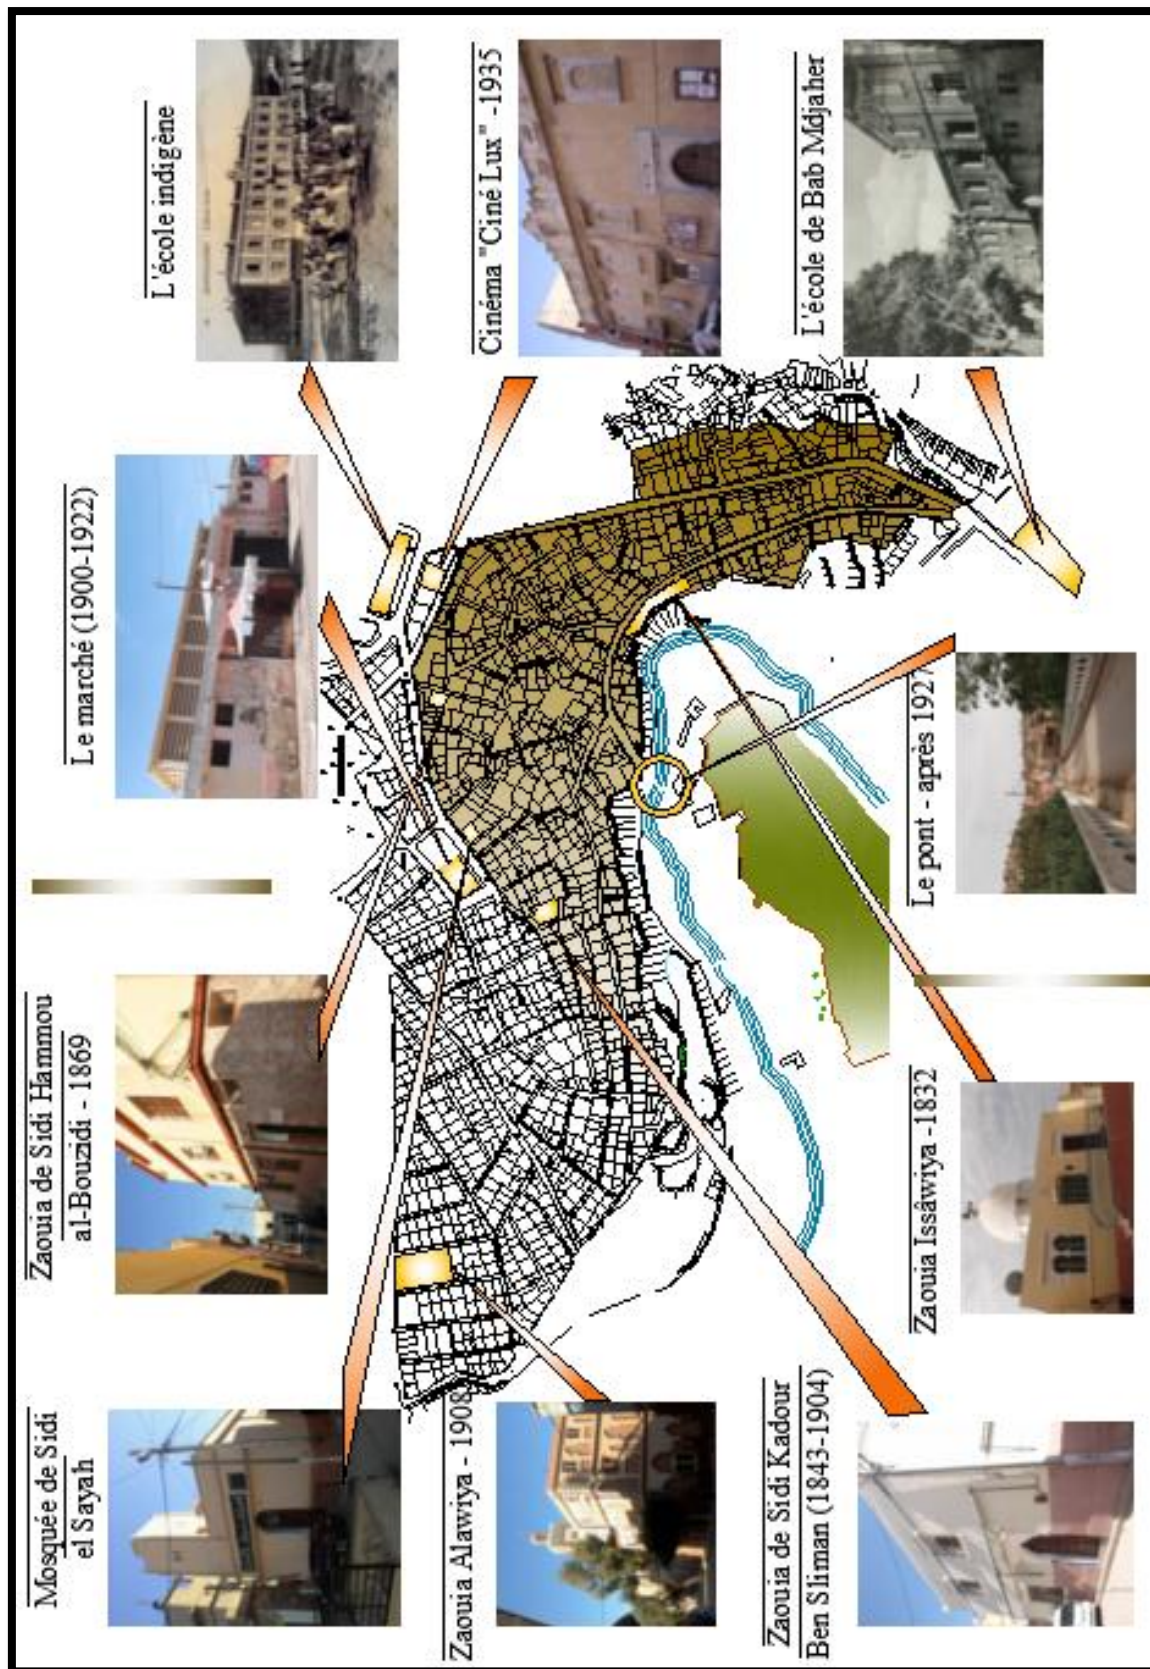 Mosquée de Sidi
el Sayah
Zaouia de Sidi Hammou
al-Bouzidi - 1869
Le marché (1900-1922)
L'école indigène
Zaouia Alawiya - 1908
Cinéma "Ciné Lux" -1935
Zaouia de Sidi Kadour
Ben Sliman (1843-1904)
Zaouia Issâwiya -1832
Le pont - après 1927
L'école de Bab Mdjaher